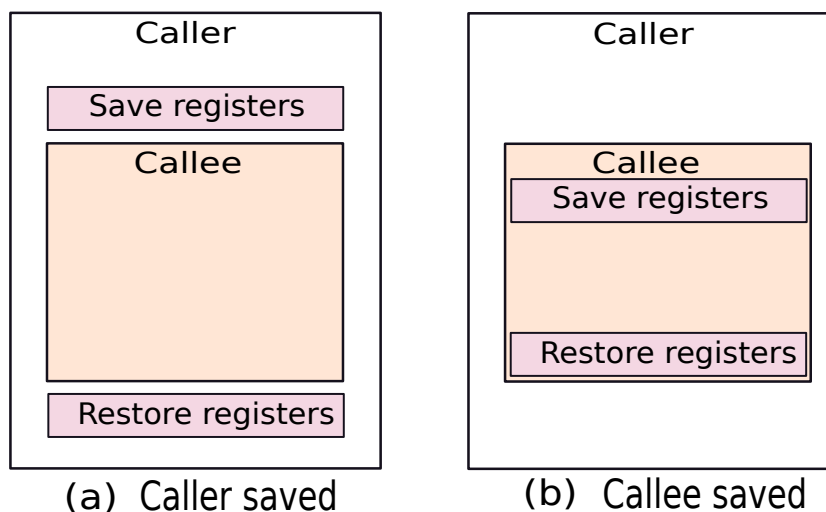 Caller
Save registers
Callee
Restore registers
(a) Caller saved
Caller
Callee
Save registers
Restore registers
(b) Callee saved